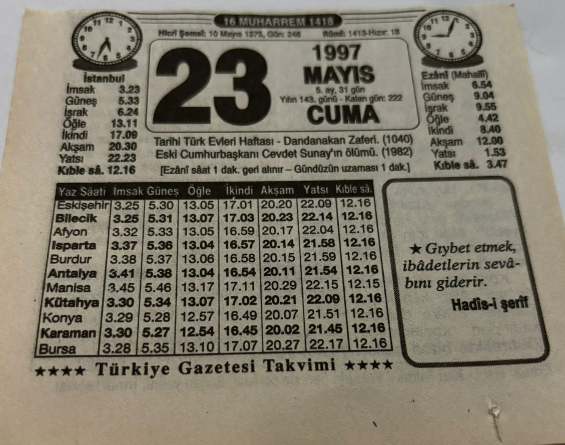 16 MUHARREM 1418
Hicri Şemsî: 10 Mayıs 1375, Gün: 246 Rûmî: 1413-Hızır: 18
23
1997
MAYIS
5. ay, 31 gün
Yılın 143. günü - Kalan gün: 222
CUMA
İstanbul
İmsak 3.23
Güneş 5.33
İşrak 6.24
Öğle 13.11
İkindi 17.09
Akşam 20.30
Yatsı 22.23
Kıble sâ. 12.16
Ezânî (Mahallî)
İmsak 6.54
Güneş 9.04
İşrak 9.55
Öğle 4.42
İkindi 8.40
Akşam 12.00
Yatsı 1.53
Kıble sâ. 3.47
Tarihi Türk Evleri Haftası - Dandanakan Zaferi. (1040)
Eski Cumhurbaşkanı Cevdet Sunay'ın ölümü. (1982)
[Ezânî sâat 1 dak. geri alınır – Gündüzün uzaması 1 dak.]
Yaz Sâati İmsak Güneş Öğle İkindi Akşam Yatsı Kıble sâ.
Eskişehir 3.25 5.30 13.05 17.01 20.20 22.09 12.16
Bilecik 3.25 5.31 13.07 17.03 20.23 22.14 12.16
Afyon 3.32 5.33 13.05 16.59 20.17 22.04 12.16
Isparta 3.37 5.36 13.04 16.57 20.14 21.58 12.16
Burdur 3.38 5.37 13.06 16.58 20.15 21.59 12.16
Antalya 3.41 5.38 13.04 16.54 20.11 21.54 12.16
Manisa 3.45 5.46 13.17 17.11 20.29 22.15 12.15
Kütahya 3.30 5.34 13.07 17.02 20.21 22.09 12.16
Konya 3.29 5.28 12.57 16.49 20.07 21.51 12.16
Karaman 3.30 5.27 12.54 16.45 20.02 21.45 12.16
Bursa 3.28 5.35 13.10 17.07 20.27 22.17 12.16
★ Gıybet etmek,
ibâdetlerin sevâ-
bını giderir.
Hadîs-i şerîf
★★★★ Türkiye Gazetesi Takvimi ★★★★